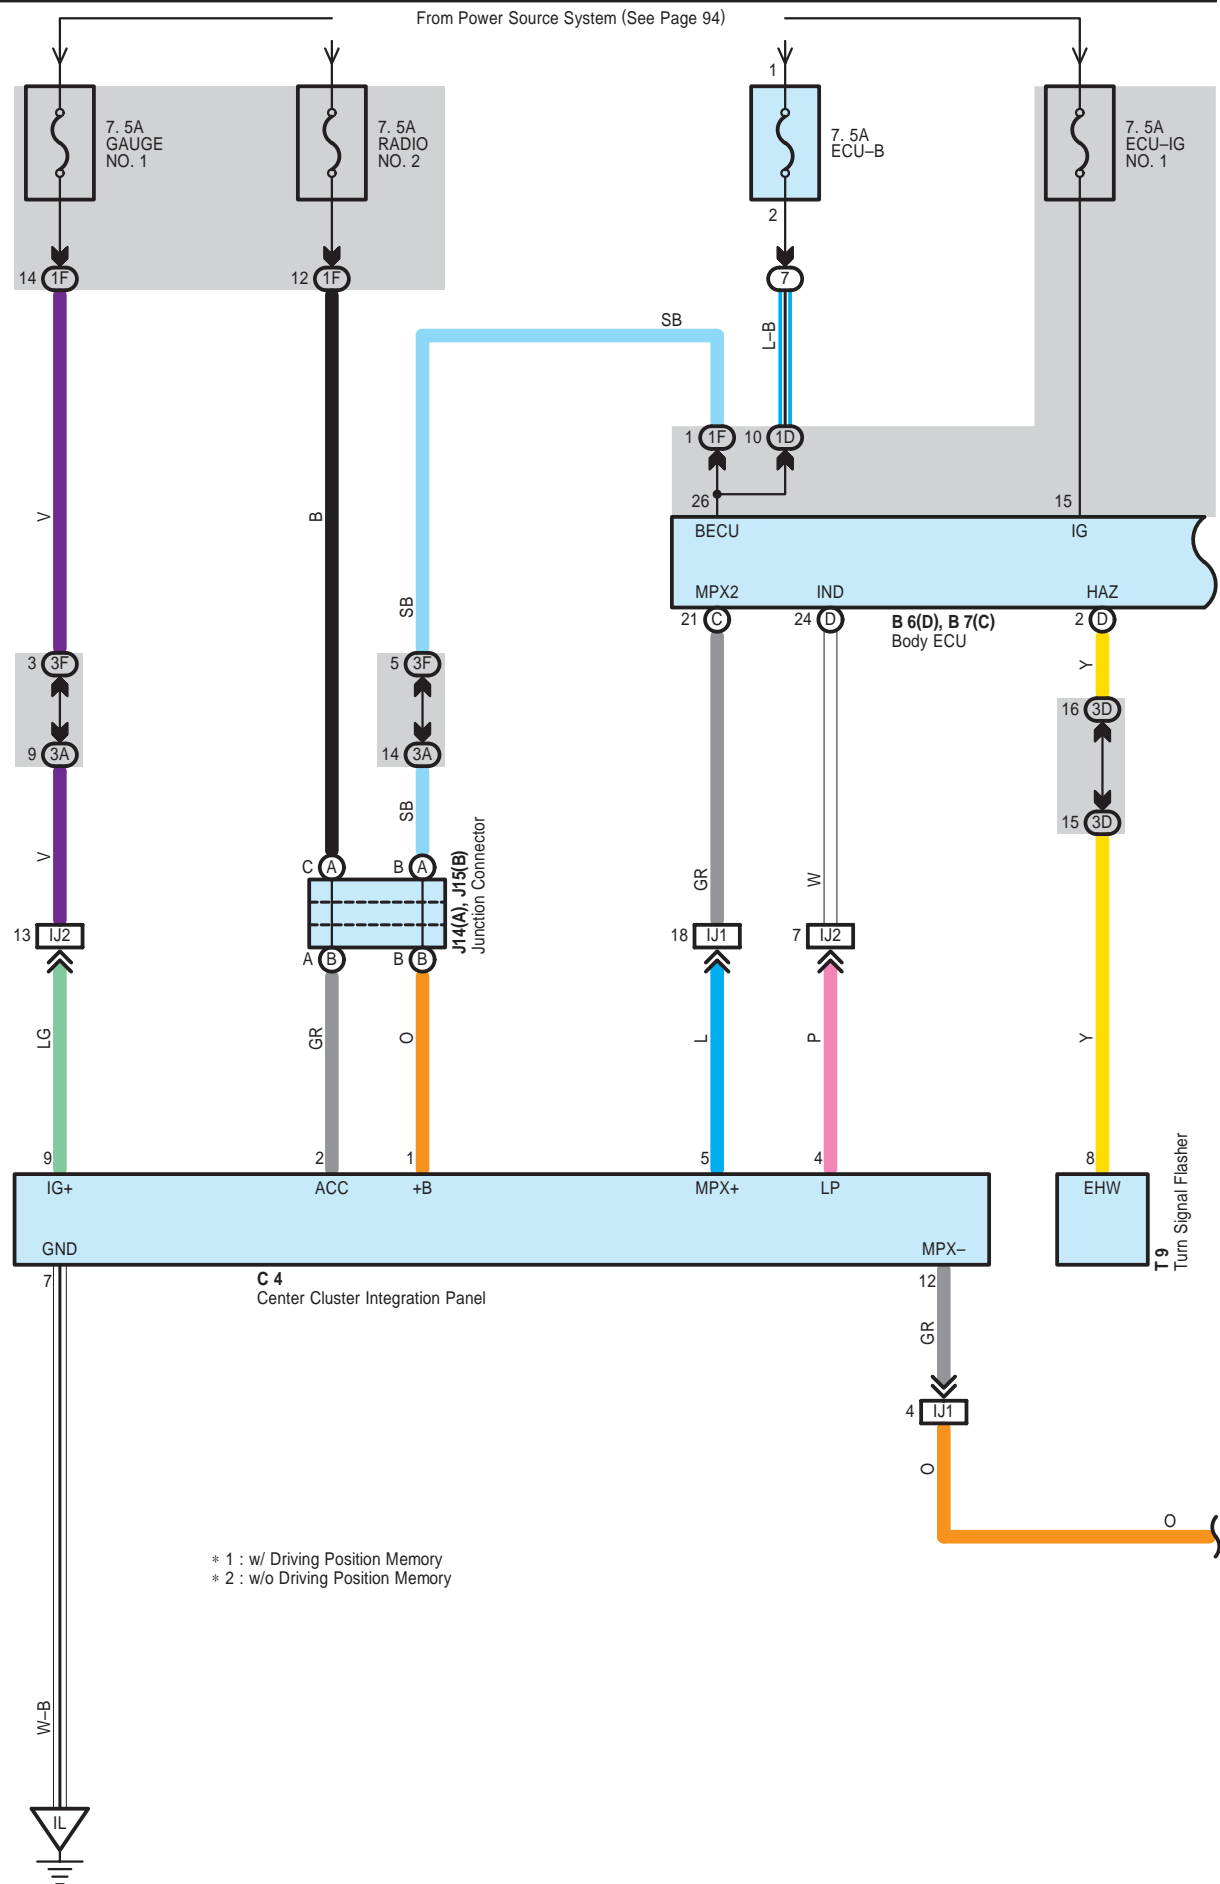 From Power Source System (See Page 94)
1
7. 5A
GAUGE
NO. 1
7. 5A
RADIO
NO. 2
7. 5A
ECU–B
7. 5A
ECU–IG
NO. 1
2
14 1F
12 1F
7
SB
L–B
1 1F
10 1D
26
15
V
B
BECU
IG
MPX2
IND
HAZ
SB
21 C
24 D
B 6(D), B 7(C)
Body ECU
2 D
Y
3 3F
5 3F
16 3D
9 3A
14 3A
15 3D
SB
V
C A
B A
J14(A), J15(B)
Junction Connector
GR
W
13 IJ2
18 IJ1
7 IJ2
A B
B B
LG
GR
O
L
P
Y
9
2
1
5
4
8
IG+
ACC
+B
MPX+
LP
EHW
T 9
Turn Signal Flasher
GND
MPX–
7
C 4
Center Cluster Integration Panel
12
GR
4 IJ1
O
O
* 1 : w/ Driving Position Memory
* 2 : w/o Driving Position Memory
W–B
IL